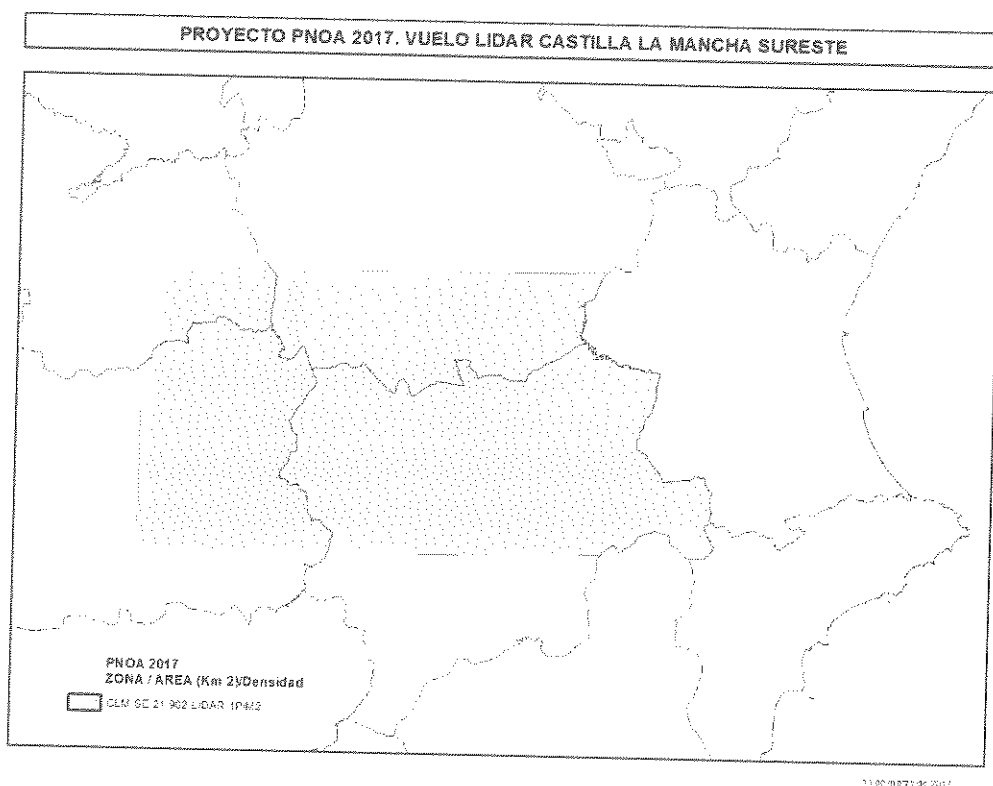 PROYECTO PNOA 2017. VUELO LIDAR CASTILLA LA MANCHA SURESTE
PNOA 2017
ZONA / AREA (Km 2)/Densidad
CLM SE 21.902 LIDAR 1P/M2